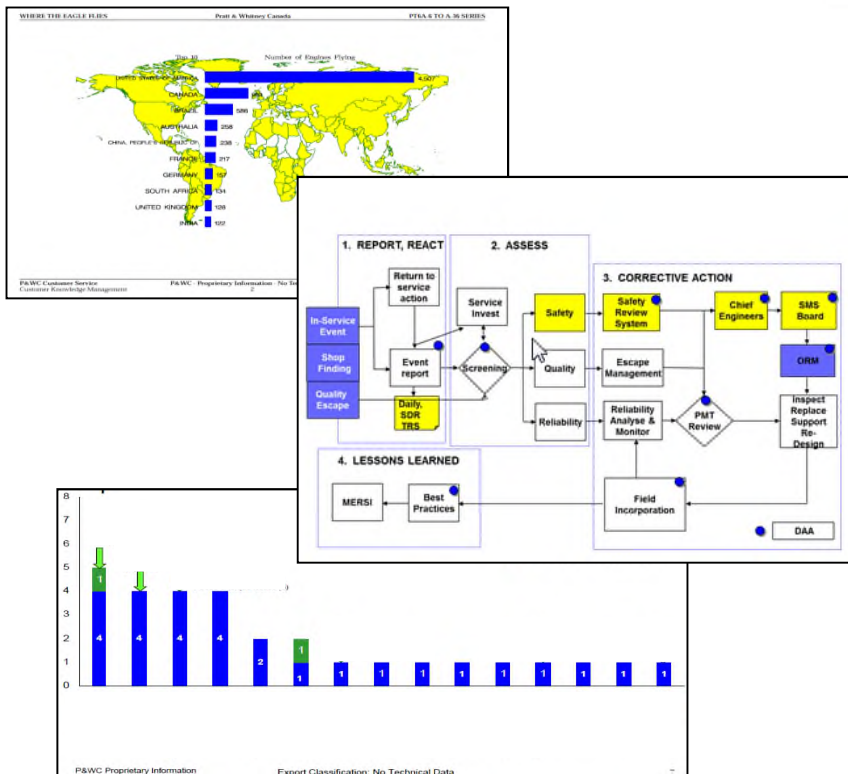 WHERE THE EAGLE FLIES Pratt & Whitney Canada PT6A-6 TO A-36 SERIES
Top 10 Number of Engines Flying
UNITED STATES OF AMERICA 4,507
CANADA
BRAZIL 586
AUSTRALIA 258
CHINA, PEOPLE'S REPUBLIC OF 238
FRANCE 217
GERMANY 157
SOUTH AFRICA 134
UNITED KINGDOM 128
INDIA 122
P&WC Customer Service P&WC - Proprietary Information - No
Customer Knowledge Management 2
1. REPORT, REACT
Return to
service
action
In-Service
Event
Shop
Finding
Quality
Escape
Event
report
Daily,
SDR
TRS
2. ASSESS
Service
Invest
Screening
Safety
Quality
Reliability
3. CORRECTIVE ACTION
Safety
Review
System
Chief
Engineers
SMS
Board
ORM
Escape
Management
Reliability
Analyse &
Monitor
PMT
Review
Inspect
Replace
Support
Re-
Design
Field
Incorporation
DAA
4. LESSONS LEARNED
MERSI
Best
Practices
8
7
6
5
4
3
2
1
0
1 1
4 4 4 4 2 1 1 1 1 1 1 1 1 1 1
P&WC Proprietary Information Export Classification: No Technical Data